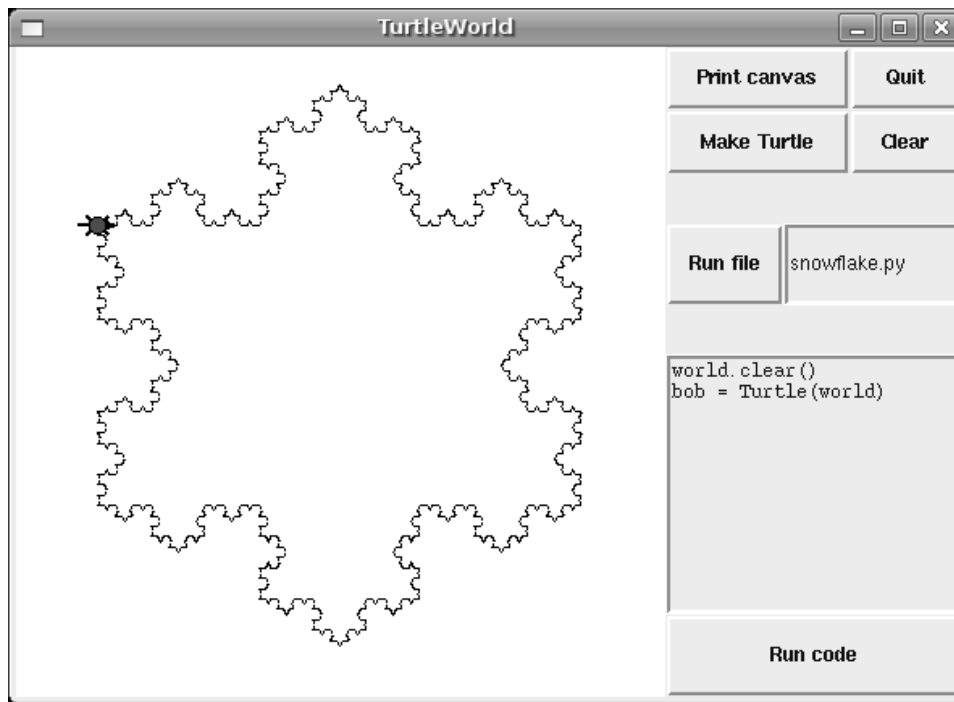 TurtleWorld
Print canvas
Quit
Make Turtle
Clear
Run file
snowflake.py
world.clear()
bob = Turtle(world)
Run code